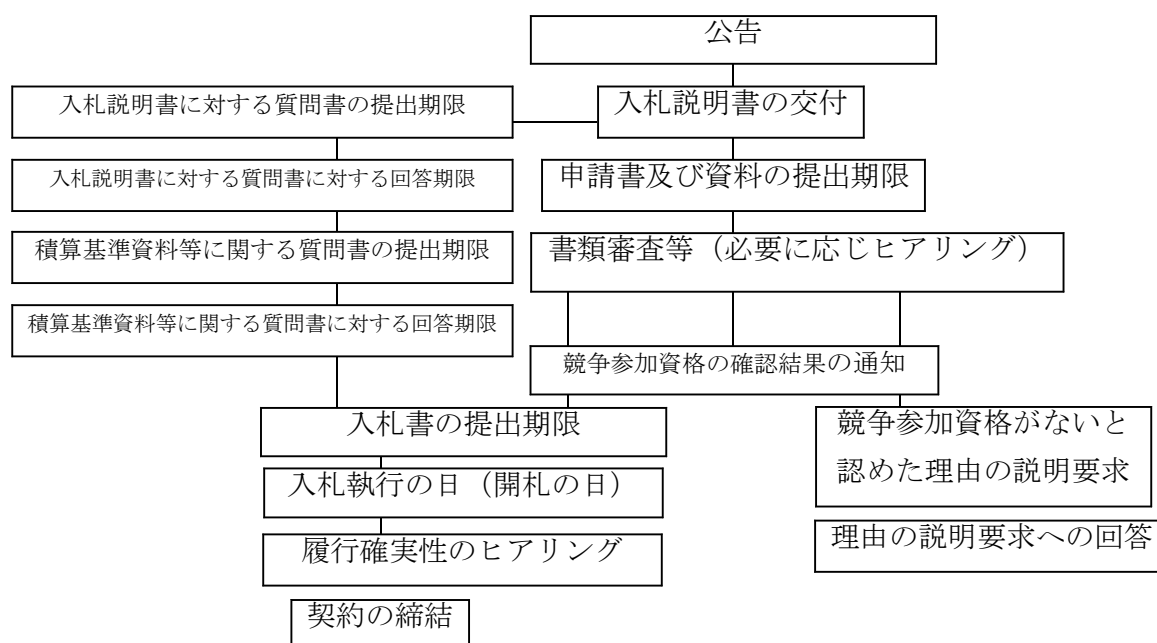 公告
入札説明書に対する質問書の提出期限
入札説明書の交付
入札説明書に対する質問書に対する回答期限
申請書及び資料の提出期限
積算基準資料等に関する質問書の提出期限
書類審査等（必要に応じヒアリング）
積算基準資料等に関する質問書に対する回答期限
競争参加資格の確認結果の通知
入札書の提出期限
競争参加資格がないと
認めた理由の説明要求
入札執行の日（開札の日）
理由の説明要求への回答
履行確実性のヒアリング
契約の締結